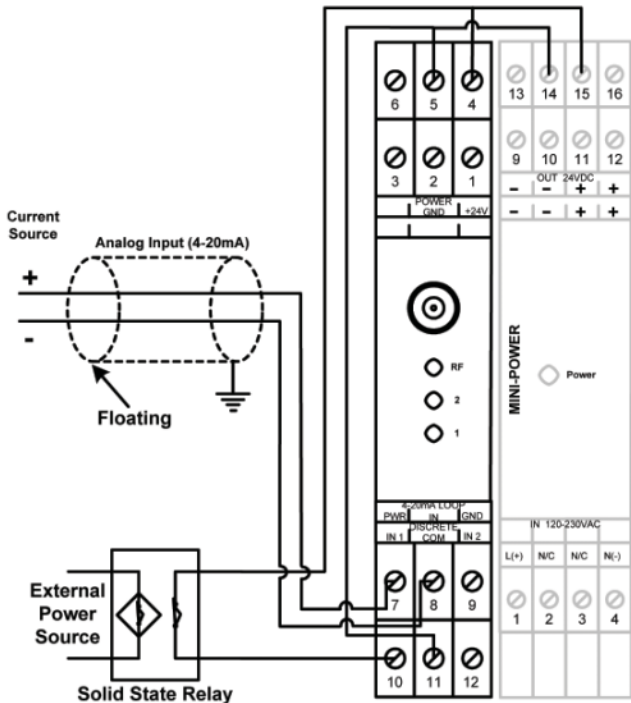 6 5 4 13 14 15 16
3 2 1 9 10 11 12
OUT 24VDC
POWER
GND +24V
- - + +
- - + +
Current
Source
Analog Input (4-20mA)
+
-
Floating
RF
2
1
MINI-POWER
Power
4-20mA LOOP
PWR IN GND
DISCRETE
IN 1 COM IN 2
IN 120-230VAC
L(+) N/C N/C N(-)
7 8 9 1 2 3 4
10 11 12
External
Power
Source
Solid State Relay